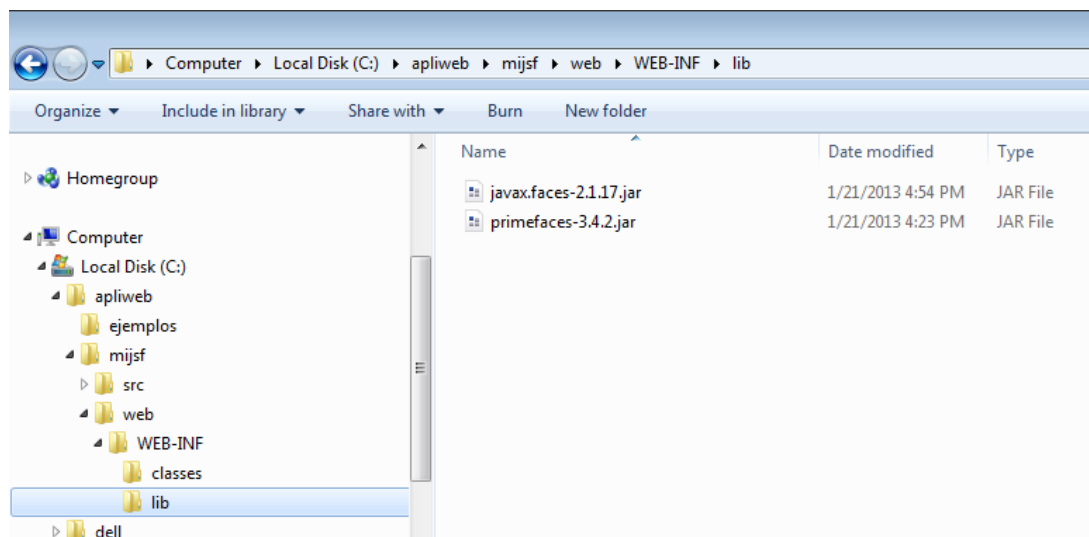 Computer Local Disk (C:) apliweb mijsf web WEB-INF lib
Organize Include in library Share with Burn New folder
Homegroup
Computer
Local Disk (C:)
apliweb
ejemplos
mijsf
src
web
WEB-INF
classes
lib
dell
Name Date modified Type
javax.faces-2.1.17.jar 1/21/2013 4:54 PM JAR File
primefaces-3.4.2.jar 1/21/2013 4:23 PM JAR File